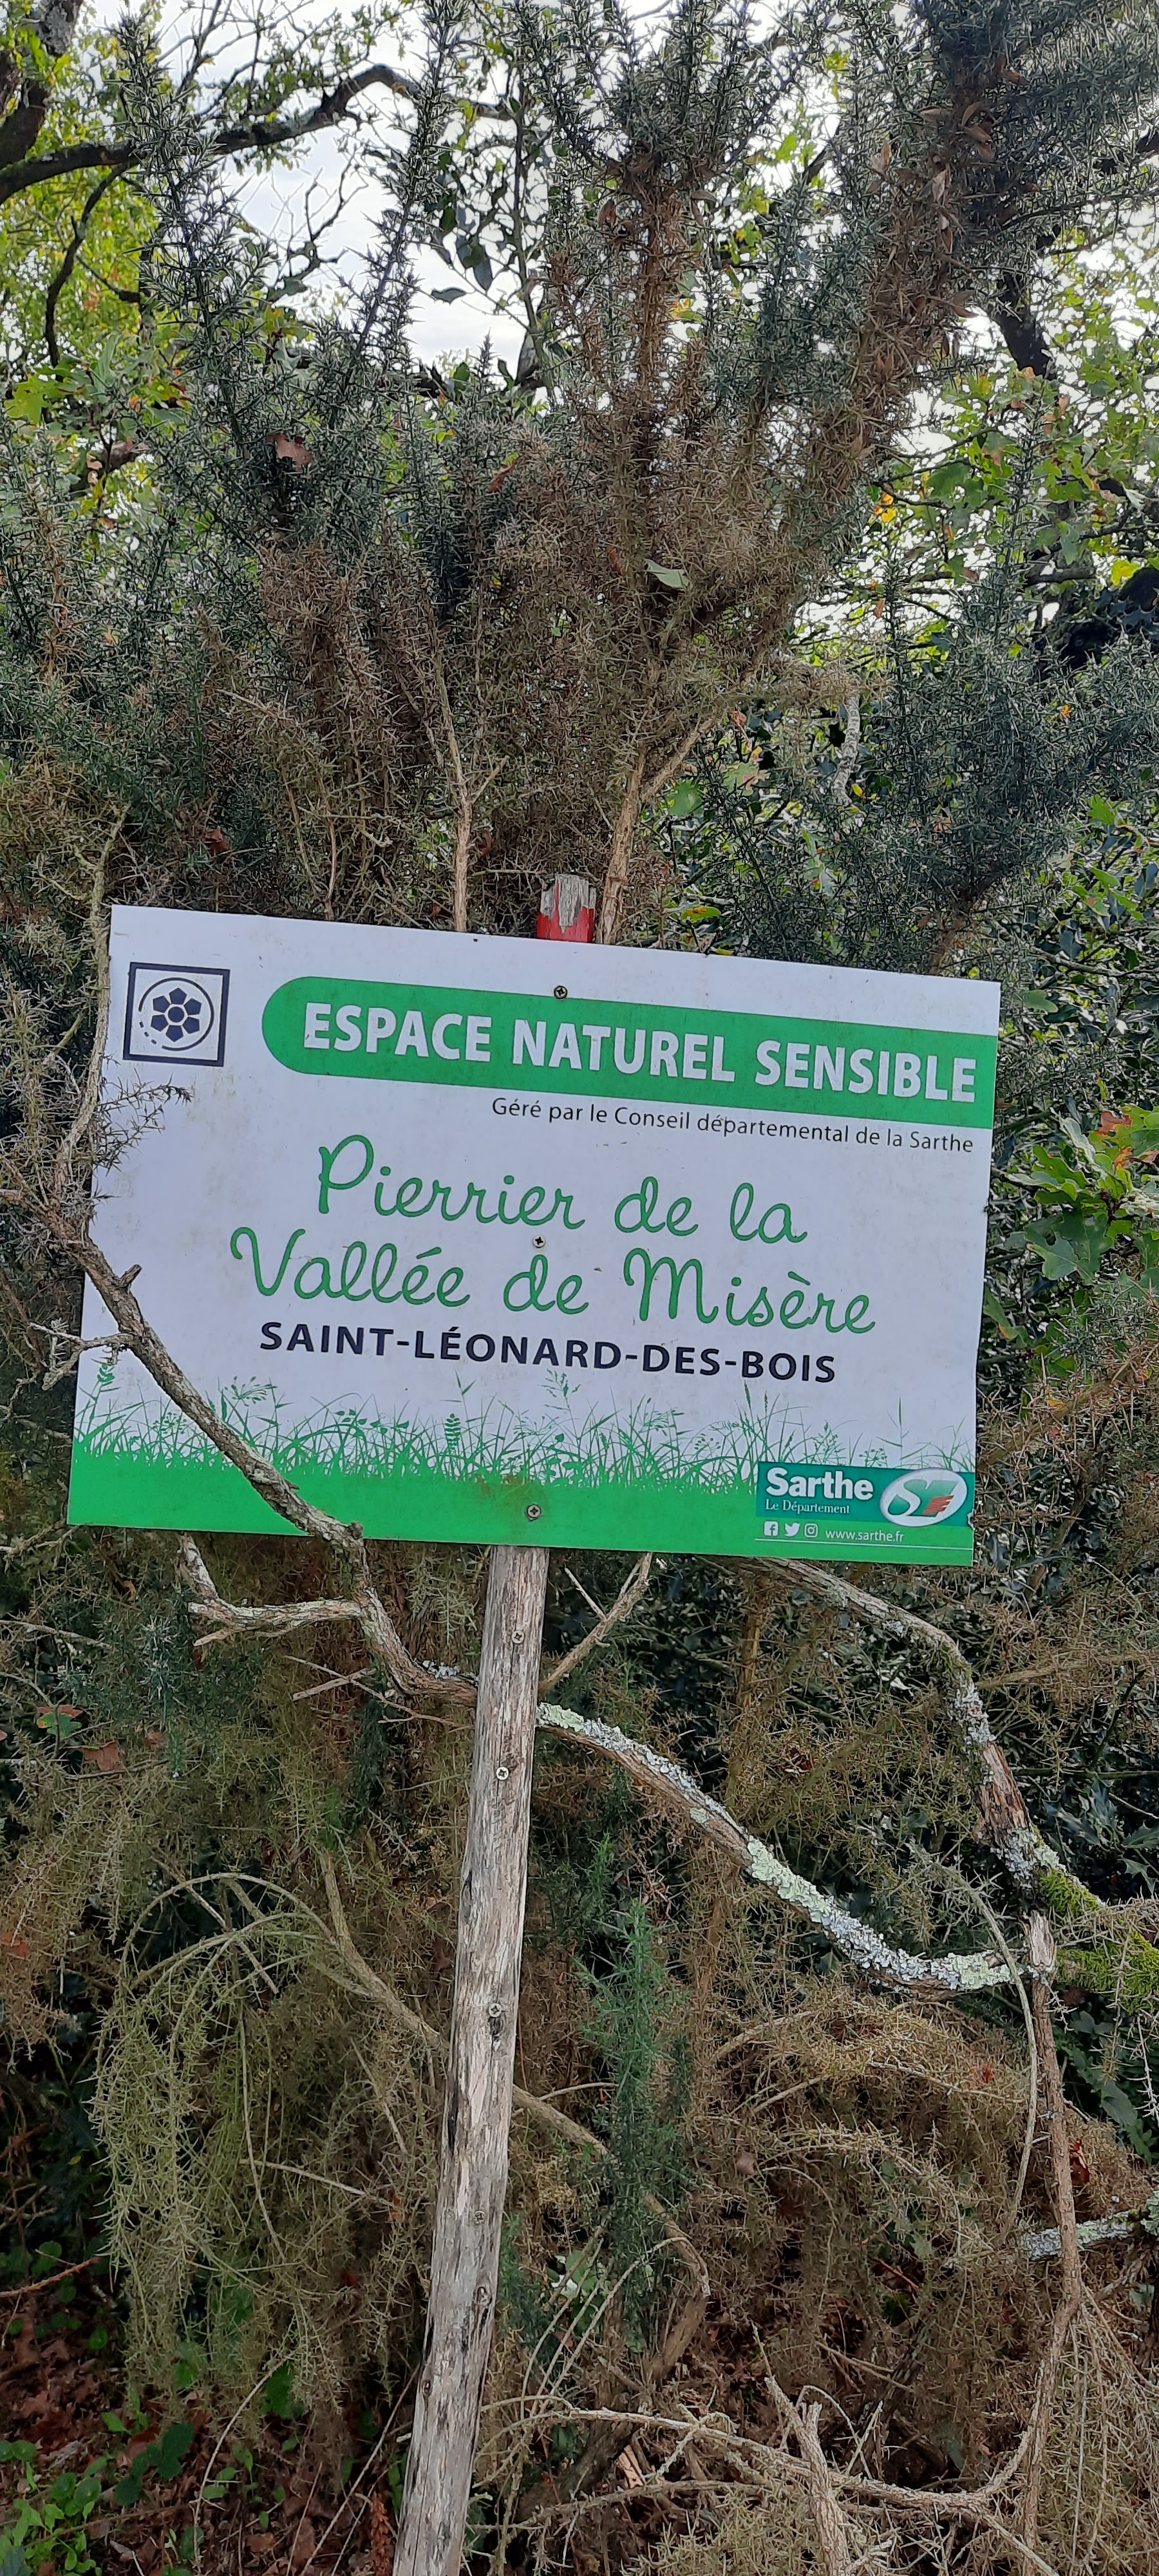 ESPACE NATUREL SENSIBLE
Géré par le Conseil départemental de la Sarthe
Pierrier de la
Vallée de Misère
SAINT-LÉONARD-DES-BOIS
Sarthe
Le Département
www.sarthe.fr